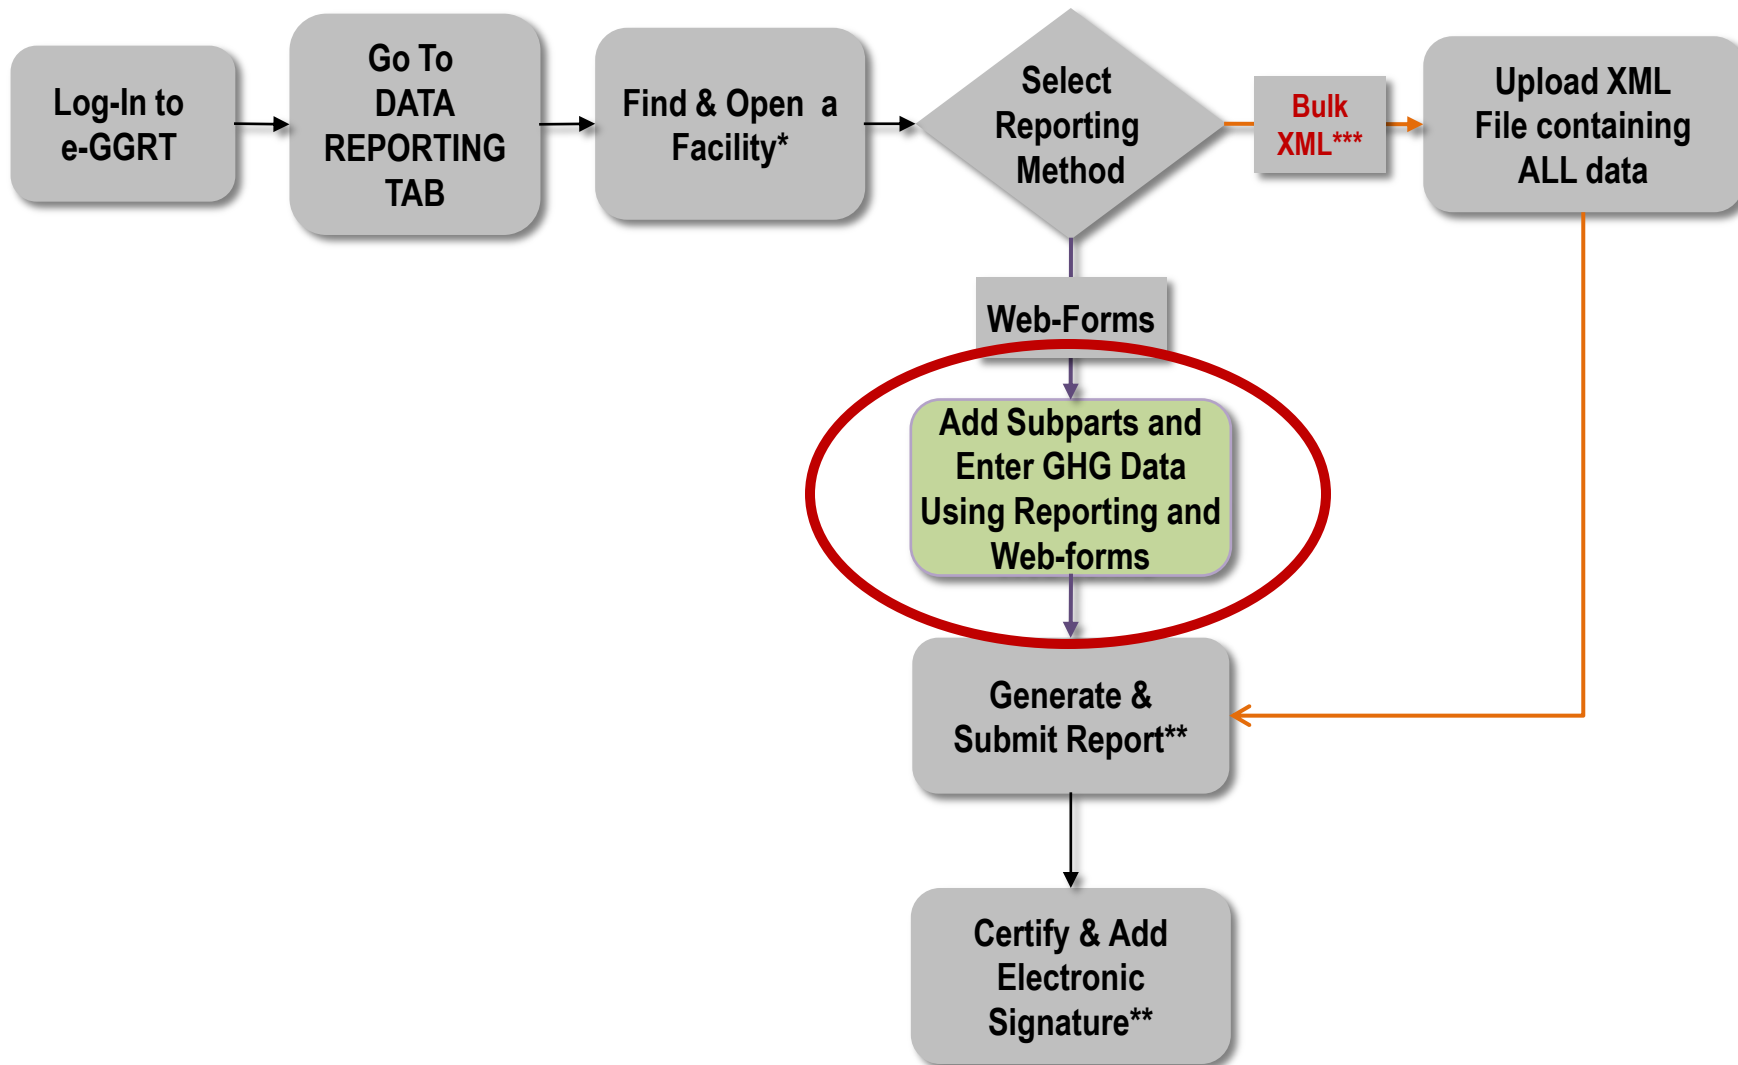 Log-In to
e-GGRT
Go To
DATA
REPORTING
TAB
Find & Open  a
Facility*
Select
Reporting
Method
Bulk
XML***
Upload XML
File containing
ALL data
Web-Forms
Add Subparts and
Enter GHG Data
Using Reporting and
Web-forms
Generate &
Submit Report**
Certify & Add
Electronic
Signature**